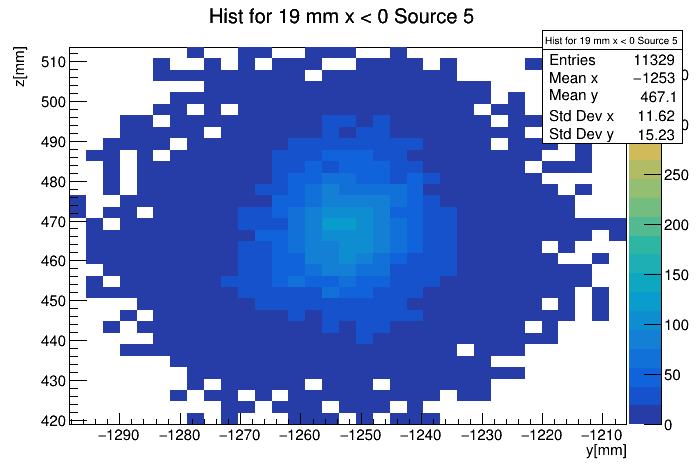 Hist for 19 mm x < 0 Source 5
Hist for 19 mm x < 0 Source 5
Entries 11329
Mean x −1253
Mean y 467.1
Std Dev x 11.62
Std Dev y 15.23
z[mm]
510
500
490
480
470
460
450
440
430
420
−1290 −1280 −1270 −1260 −1250 −1240 −1230 −1220 −1210
y[mm]
250
200
150
100
50
0